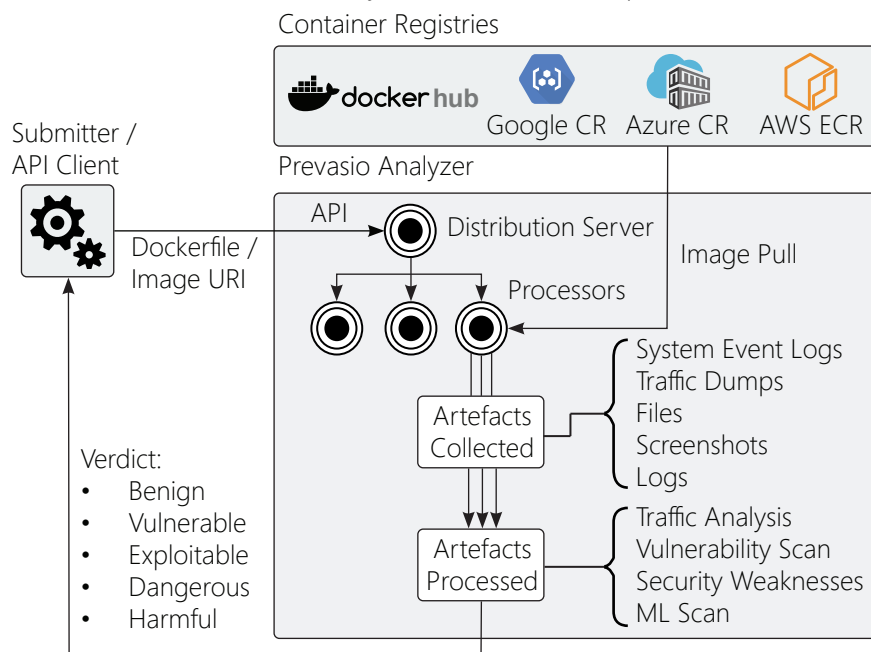 Container Registries
docker hub
Google CR
Azure CR
AWS ECR
Submitter /
API Client
Prevasio Analyzer
API
Distribution Server
Dockerfile /
Image URI
Image Pull
Processors
System Event Logs
Traffic Dumps
Files
Screenshots
Logs
Artefacts
Collected
Verdict:
• Benign
• Vulnerable
• Exploitable
• Dangerous
• Harmful
Traffic Analysis
Vulnerability Scan
Security Weaknesses
ML Scan
Artefacts
Processed